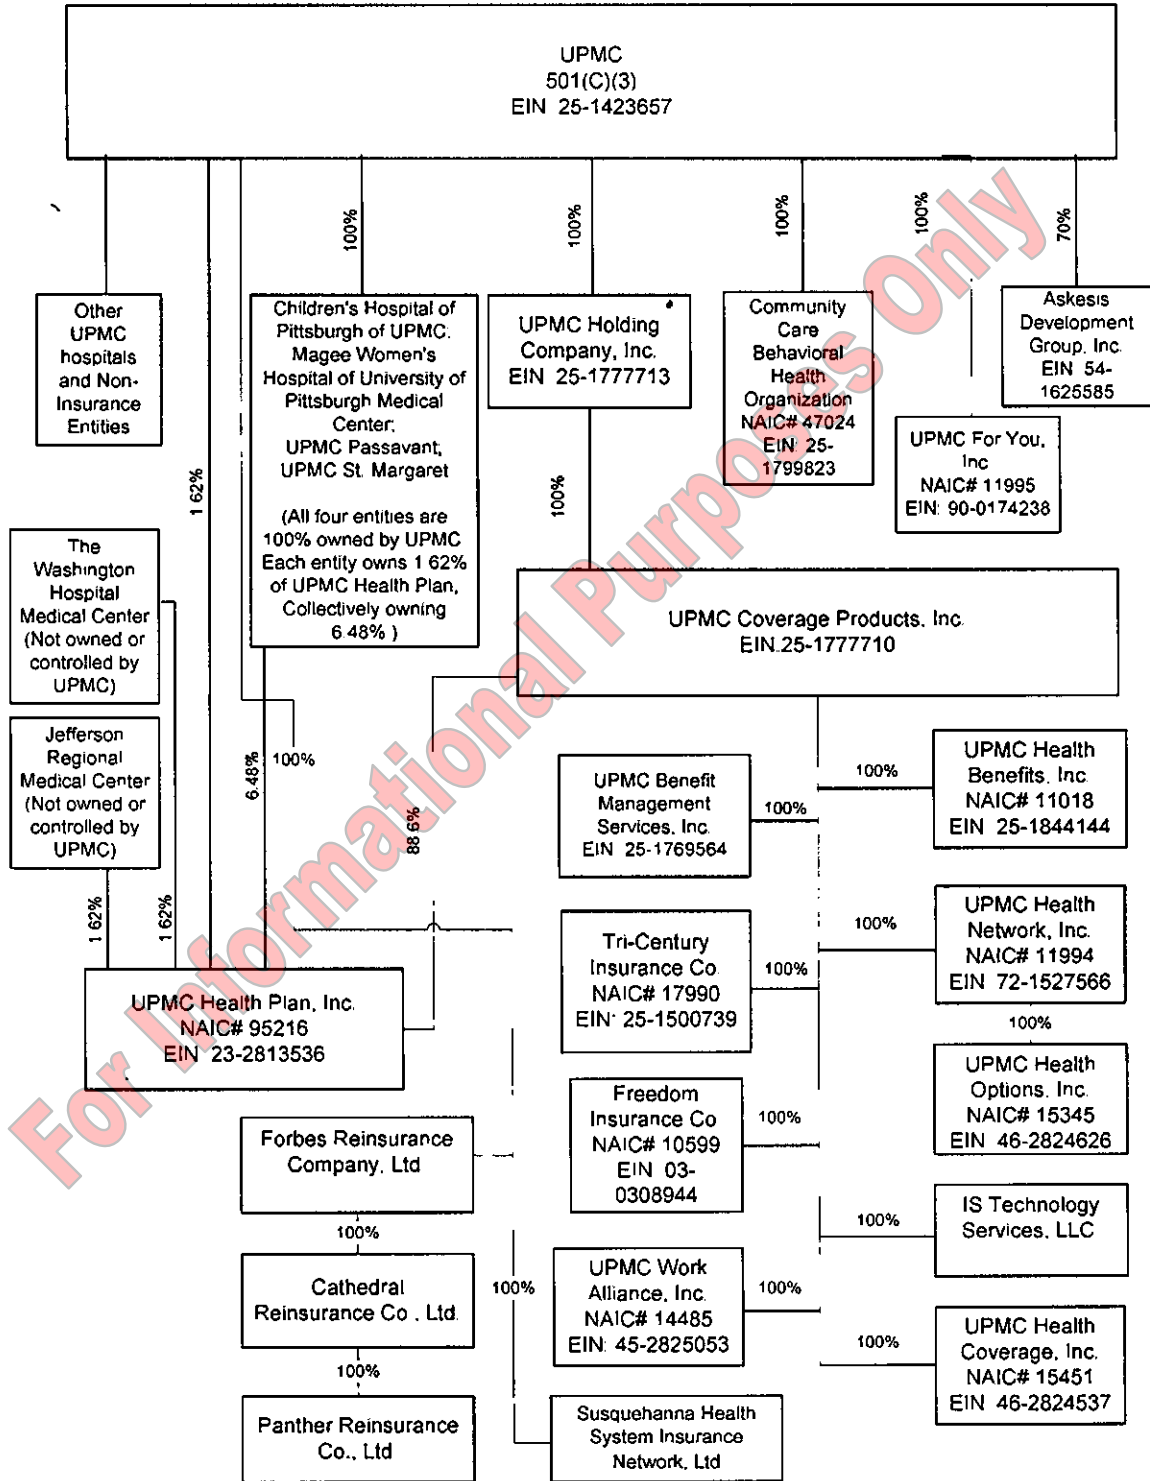 UPMC
501(C)(3)
EIN 25-1423657
100%
100%
100%
100%
70%
Other
UPMC
hospitals
and Non-
Insurance
Entities
1 62%
Children's Hospital of
Pittsburgh of UPMC.
Magee Women's
Hospital of University of
Pittsburgh Medical
Center,
UPMC Passavant,
UPMC St. Margaret
(All four entities are
100% owned by UPMC
Each entity owns 1 62%
of UPMC Health Plan,
Collectively owning
6.48% )
UPMC Holding
Company, Inc.
EIN 25-1777713
Community
Care
Behavioral
Health
Organization
NAIC# 47024
EIN: 25-
1799823
UPMC For You,
Inc
NAIC# 11995
EIN: 90-0174238
Askesis
Development
Group, Inc.
EIN 54-
1625585
100%
The
Washington
Hospital
Medical Center
(Not owned or
controlled by
UPMC)
Jefferson
Regional
Medical Center
(Not owned or
controlled by
UPMC)
UPMC Coverage Products, Inc.
EIN.25-1777710
100%
6.48%
88 6%
1 62%
1 62%
UPMC Health Plan, Inc.
NAIC# 95216
EIN 23-2813536
UPMC Benefit
Management
Services, Inc.
EIN 25-1769564
100%
100%
UPMC Health
Benefits, Inc
NAIC# 11018
EIN 25-1844144
Tri-Century
Insurance Co
NAIC# 17990
EIN: 25-1500739
100%
100%
UPMC Health
Network, Inc.
NAIC# 11994
EIN 72-1527566
100%
UPMC Health
Options, Inc.
NAIC# 15345
EIN 46-2824626
Freedom
Insurance Co
NAIC# 10599
EIN 03-
0308944
100%
Forbes Reinsurance
Company, Ltd
100%
Cathedral
Reinsurance Co , Ltd.
100%
Panther Reinsurance
Co., Ltd
100%
IS Technology
Services, LLC
100%
UPMC Work
Alliance, Inc.
NAIC# 14485
EIN: 45-2825053
100%
100%
UPMC Health
Coverage, Inc.
NAIC# 15451
EIN 46-2824537
Susquehanna Health
System Insurance
Network, Ltd
For Informational Purposes Only